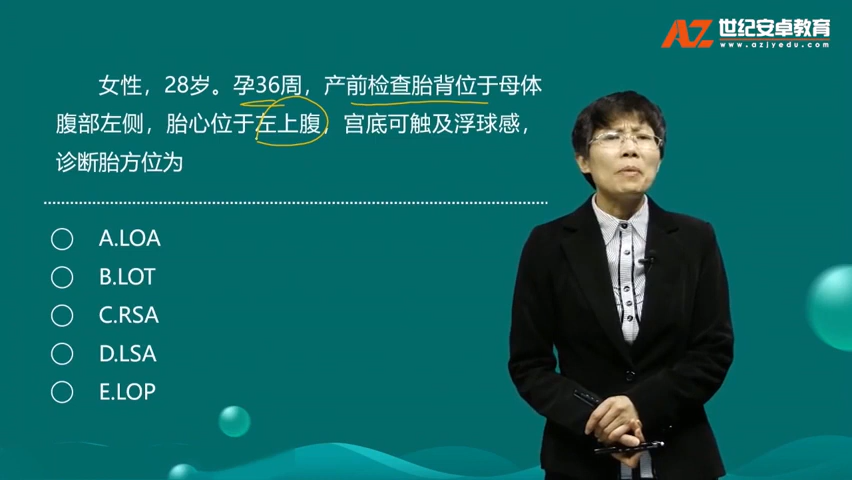 世纪安卓教育
www.azjyedu.com
女性，28岁。孕36周，产前检查胎背位于母体
腹部左侧，胎心位于左上腹，宫底可触及浮球感，
诊断胎方位为
A.LOA
B.LOT
C.RSA
D.LSA
E.LOP